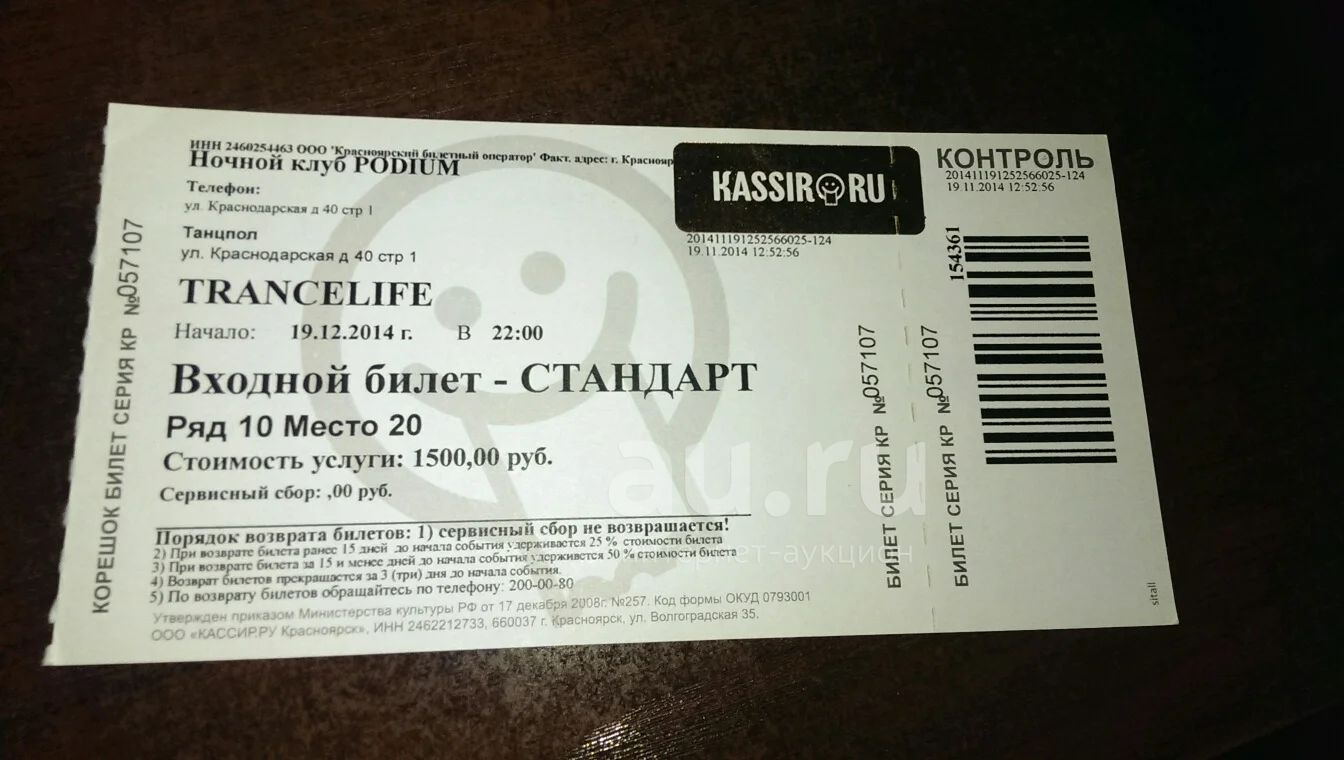 КОРЕШОК БИЛЕТ СЕРИЯ КР №057107
ИНН 2460254463 ООО "Красноярский билетный оператор" Факт. адрес: г. Краснояр
Ночной клуб PODIUM
Телефон:
ул. Краснодарская д 40 стр 1
Танцпол
ул. Краснодарская д 40 стр 1
TRANCELIFE
Начало: 19.12.2014 г. В 22:00
Входной билет - СТАНДАРТ
Ряд 10 Место 20
Стоимость услуги: 1500,00 руб.
Сервисный сбор: ,00 руб.
Порядок возврата билетов: 1) сервисный сбор не возвращается!
2) При возврате билета ранее 15 дней до начала события удерживается 25 % стоимости билета
3) При возврате билета за 15 и менее дней до начала события удерживется 50 % стоимости билета
4) Возврат билетов прекращается за 3 (три) дня до начала события.
5) По возврату билетов обращайтесь по телефону: 200-00-80
Утвержден приказом Министерства культуры РФ от 17 декабря 2008г. №257. Код формы ОКУД 0793001
ООО «КАССИР.РУ Красноярск», ИНН 2462212733, 660037 г. Красноярск, ул. Волгоградская 35.
KASSIR RU
201411191252566025-124
19.11.2014 12:52:56
БИЛЕТ СЕРИЯ КР №057107
КОНТРОЛЬ
201411191252566025-124
19.11.2014 12:52:56
154361
БИЛЕТ СЕРИЯ КР №057107
sitall
au.ru
интернет-аукцион